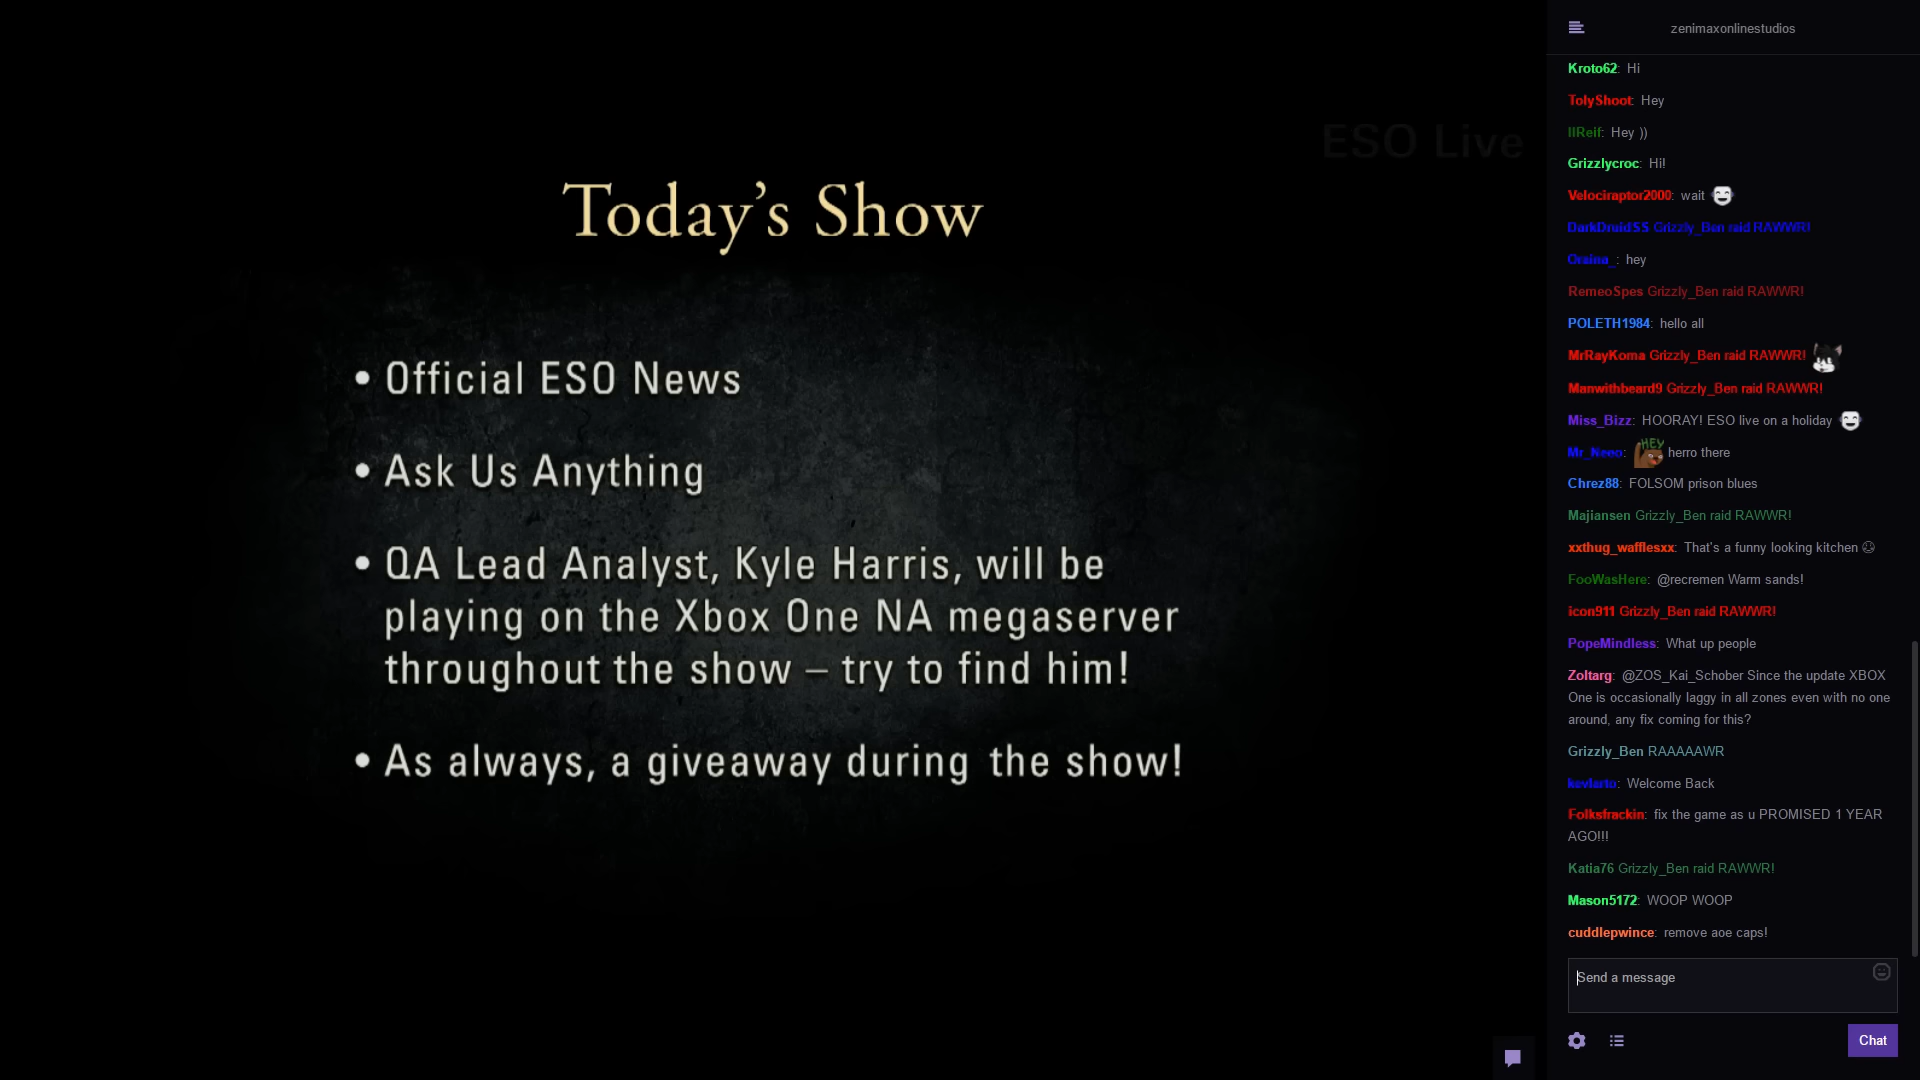 ESO Live
Today's Show
• Official ESO News
• Ask Us Anything
• QA Lead Analyst, Kyle Harris, will be
playing on the Xbox One NA megaserver
throughout the show – try to find him!
• As always, a giveaway during the show!
zenimaxonlinestudios
Kroto62: Hi
TolyShoot: Hey
IIReif: Hey ))
Grizzlycroc: Hi!
Velociraptor2000: wait
DarkDruidSS Grizzly_Ben raid RAWWR!
Orsina_: hey
RemeoSpes Grizzly_Ben raid RAWWR!
POLETH1984: hello all
MrRayKoma Grizzly_Ben raid RAWWR!
Manwithbeard9 Grizzly_Ben raid RAWWR!
Miss_Bizz: HOORAY! ESO live on a holiday
Mr_Neeo: HEY herro there
Chrez88: FOLSOM prison blues
Majiansen Grizzly_Ben raid RAWWR!
xxthug_wafflesxx: That's a funny looking kitchen
FooWasHere: @recremen Warm sands!
icon911 Grizzly_Ben raid RAWWR!
PopeMindless: What up people
Zoltarg: @ZOS_Kai_Schober Since the update XBOX
One is occasionally laggy in all zones even with no one
around, any fix coming for this?
Grizzly_Ben RAAAAAWR
kevlarto: Welcome Back
Folksfrackin: fix the game as u PROMISED 1 YEAR
AGO!!!
Katia76 Grizzly_Ben raid RAWWR!
Mason5172: WOOP WOOP
cuddlepwince: remove aoe caps!
Send a message
Chat